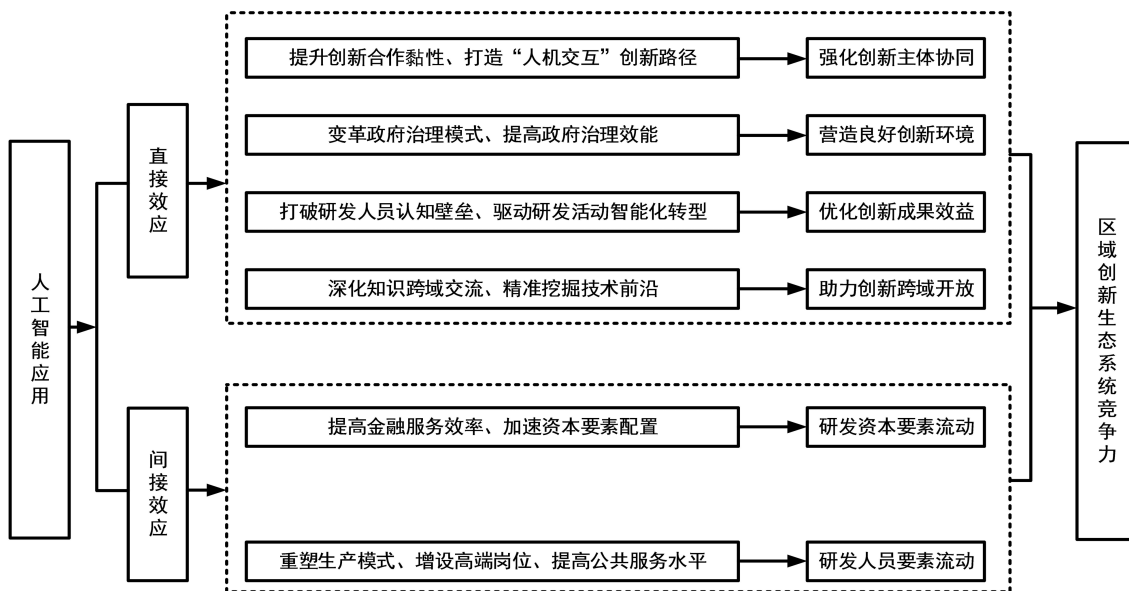 人工智能应用
直接效应
提升创新合作黏性、打造“人机交互”创新路径
强化创新主体协同
变革政府治理模式、提高政府治理效能
营造良好创新环境
打破研发人员认知壁垒、驱动研发活动智能化转型
优化创新成果效益
深化知识跨域交流、精准挖掘技术前沿
助力创新跨域开放
间接效应
提高金融服务效率、加速资本要素配置
研发资本要素流动
重塑生产模式、增设高端岗位、提高公共服务水平
研发人员要素流动
区域创新生态系统竞争力